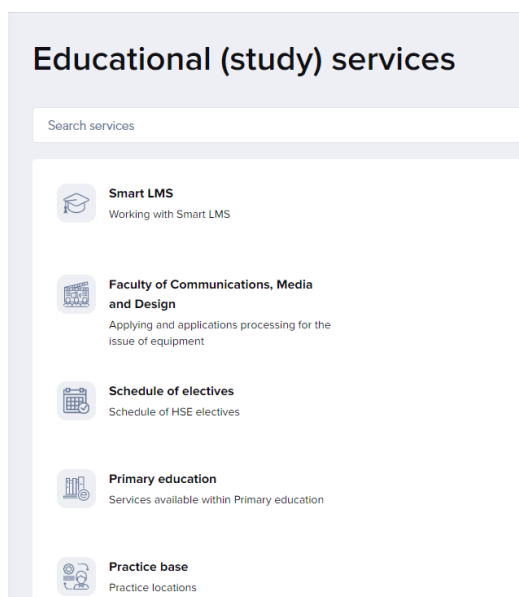 Educational (study) services
Search services
Smart LMS
Working with Smart LMS
Faculty of Communications, Media
and Design
Applying and applications processing for the
issue of equipment
Schedule of electives
Schedule of HSE electives
Primary education
Services available within Primary education
Practice base
Practice locations